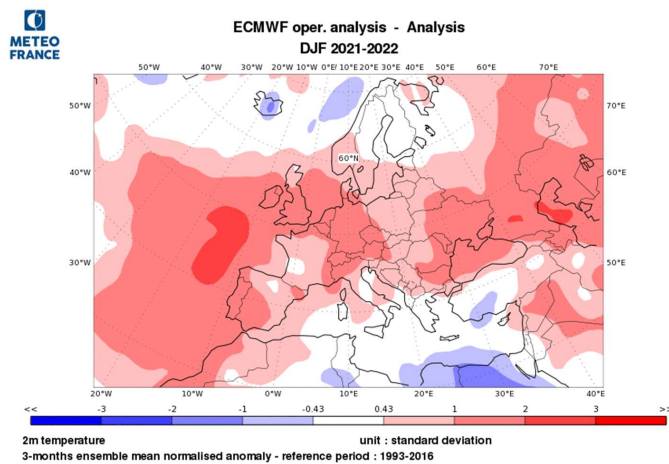 METEO
FRANCE
ECMWF oper. analysis - Analysis
DJF 2021-2022
50°W 40°W 30°W 20°W 10°W 0°E 10°E 20°E 30°E 40°E 50°E 60°E 70°E
50°W 70°E
60°N
40°W 60°E
30°W 50°E
20°W 10°W 0°W 10°E 20°E 30°E 40°E
<< -3 -2 -1 -0.43 0.43 1 2 3 >>
2m temperature unit : standard deviation
3-months ensemble mean normalised anomaly - reference period : 1993-2016